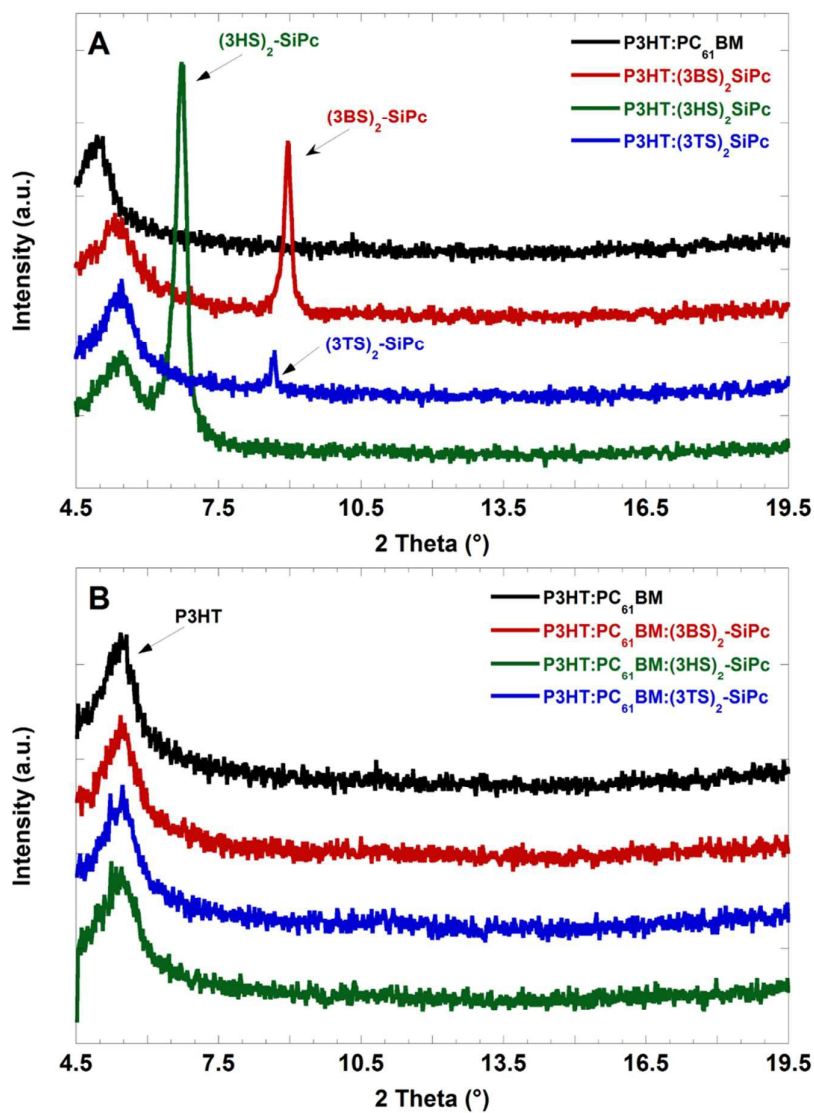 A
(3HS)₂-SiPc
P3HT:PC₆₁BM
P3HT:(3BS)₂SiPc
P3HT:(3HS)₂SiPc
P3HT:(3TS)₂SiPc
(3BS)₂-SiPc
(3TS)₂-SiPc
Intensity (a.u.)
4.5 7.5 10.5 13.5 16.5 19.5
2 Theta (°)
B
P3HT
P3HT:PC₆₁BM
P3HT:PC₆₁BM:(3BS)₂-SiPc
P3HT:PC₆₁BM:(3HS)₂-SiPc
P3HT:PC₆₁BM:(3TS)₂-SiPc
Intensity (a.u.)
4.5 7.5 10.5 13.5 16.5 19.5
2 Theta (°)